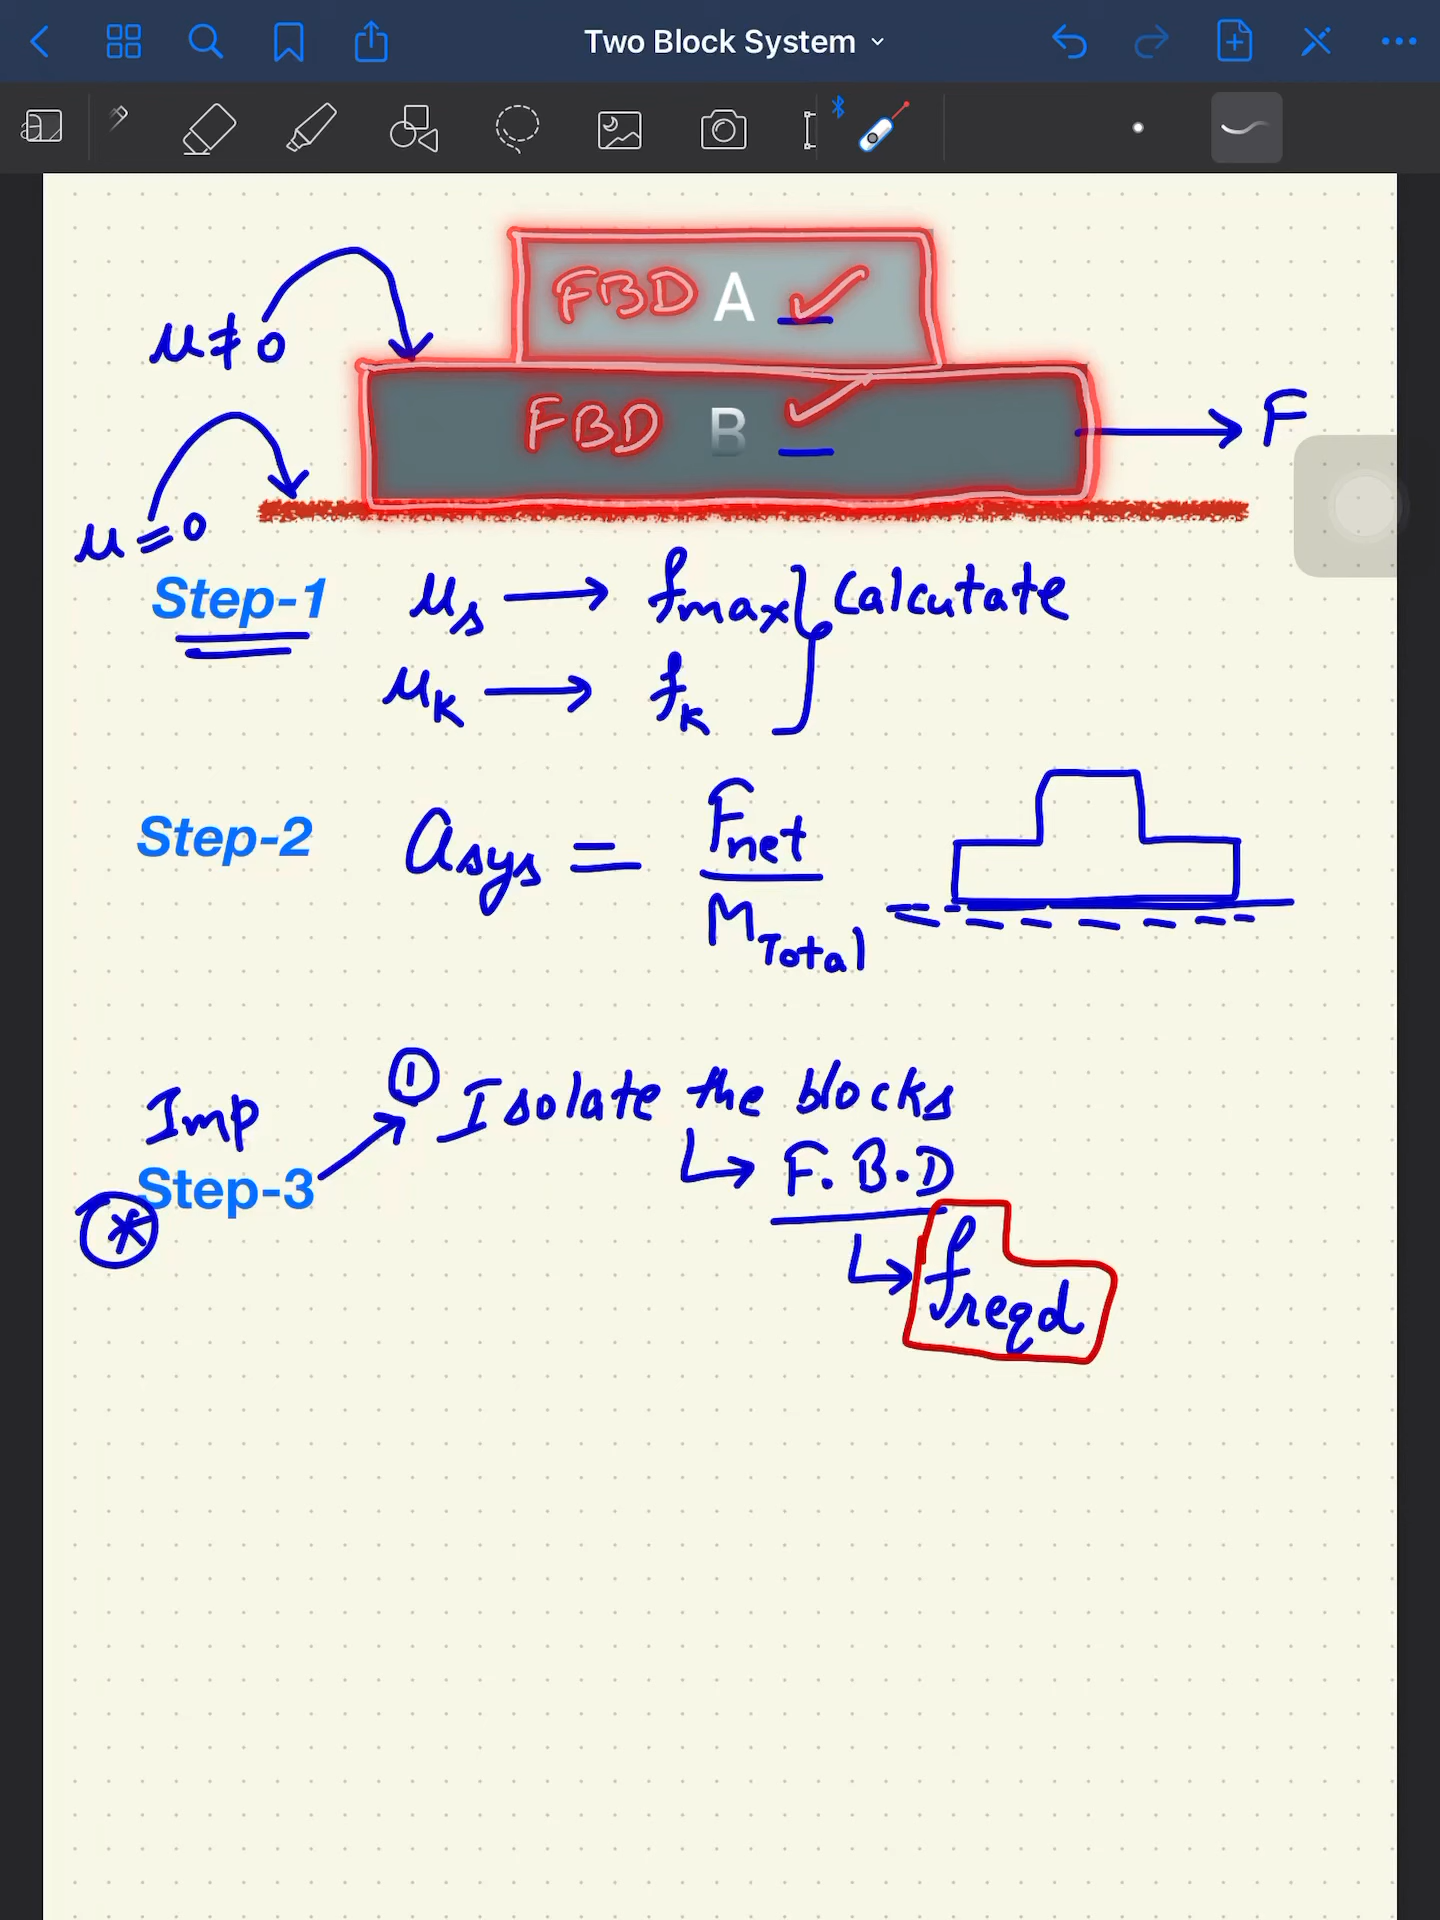 Two Block System
FBD A
μ ≠ 0
FBD B
F
μ = 0
Step-1 μs → fmax } Calcutate
μK → fK
Step-2 asys = Fnet / MTotal
Imp ① Isolate the blocks
Step-3 F.B.D
* freqd